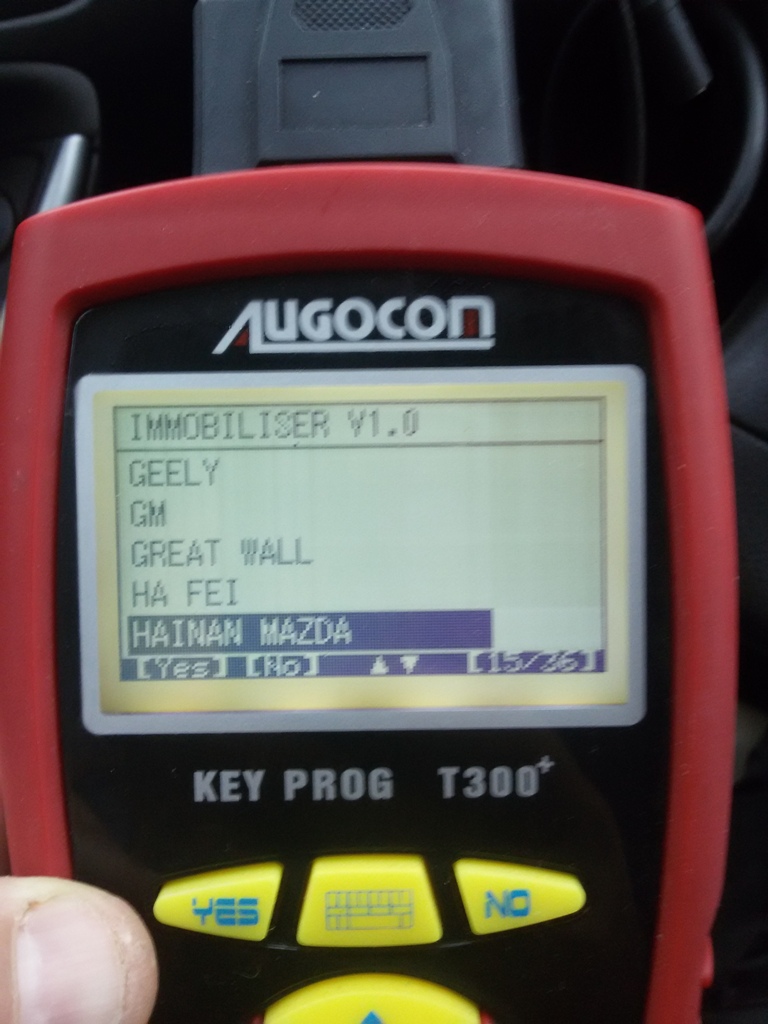 AUGOCOM
IMMOBILISER V1.0
GEELY
GM
GREAT WALL
HA FEI
HAINAN MAZDA
[Yes] [No] ▲▼ [15/36]
KEY PROG T300+
YES NO